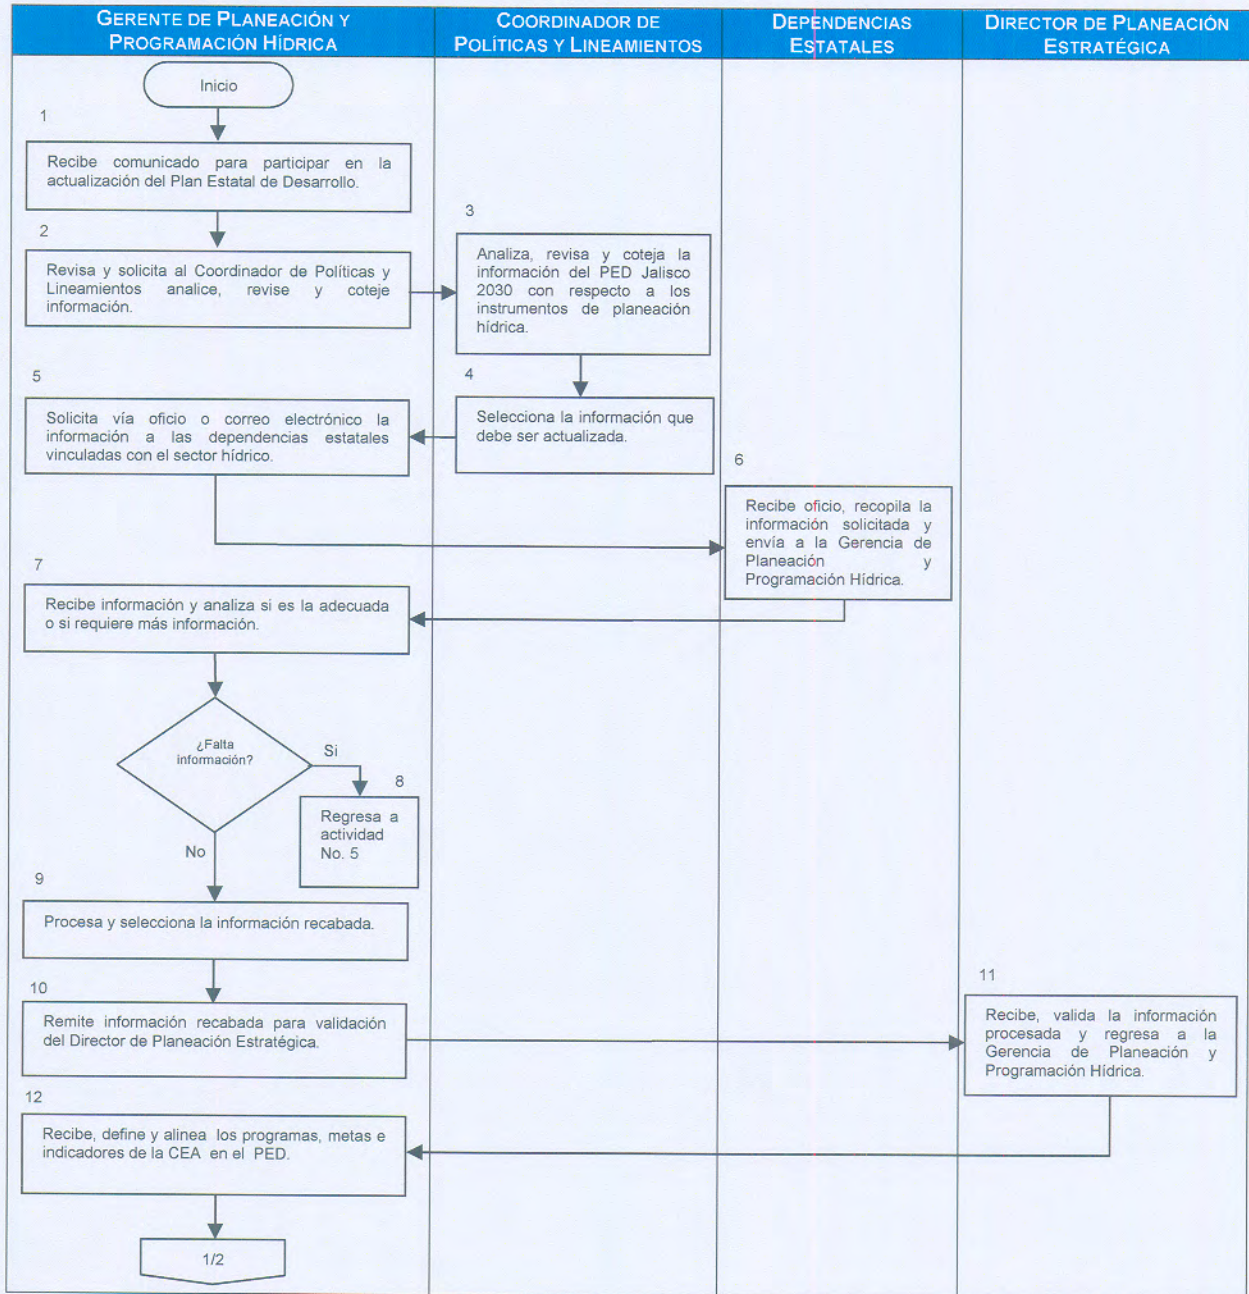 GERENTE DE PLANEACIÓN Y
PROGRAMACIÓN HÍDRICA
COORDINADOR DE
POLÍTICAS Y LINEAMIENTOS
DEPENDENCIAS
ESTATALES
DIRECTOR DE PLANEACIÓN
ESTRATÉGICA
Inicio
1
Recibe comunicado para participar en la
actualización del Plan Estatal de Desarrollo.
2
Revisa y solicita al Coordinador de Políticas y
Lineamientos analice, revise y coteje
información.
3
Analiza, revisa y coteja la
información del PED Jalisco
2030 con respecto a los
instrumentos de planeación
hídrica.
4
Selecciona la información que
debe ser actualizada.
5
Solicita vía oficio o correo electrónico la
información a las dependencias estatales
vinculadas con el sector hídrico.
6
Recibe oficio, recopila la
información solicitada y
envía a la Gerencia de
Planeación y
Programación Hídrica.
7
Recibe información y analiza si es la adecuada
o si requiere más información.
¿Falta
información?
Si
8
Regresa a
actividad
No. 5
No
9
Procesa y selecciona la información recabada.
10
Remite información recabada para validación
del Director de Planeación Estratégica.
11
Recibe, valida la información
procesada y regresa a la
Gerencia de Planeación y
Programación Hídrica.
12
Recibe, define y alinea los programas, metas e
indicadores de la CEA en el PED.
1/2